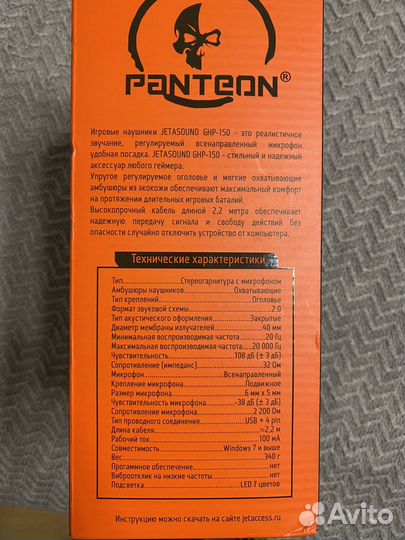 PANTEON®
Игровые наушники JETASOUND GHP-150 - это реалистичное
звучание, регулируемый всенаправленный микрофон
удобная посадка. JETASOUND GHP-150 - стильный и надежный
аксессуар любого геймера.
Упругое регулируемое оголовье и мягкие охватывающие
амбушюры из экокожи обеспечивают максимальный комфорт
на протяжении длительных игровых баталий.
Высокопрочный кабель длиной 2,2 метра обеспечивает
надежную передачу сигнала и свободу действий без
опасности случайно отключить устройство от компьютера.
Технические характеристики
Тип.....Стереогарнитура с микрофоном
Амбушюры наушников.....Охватывающие
Тип креплений.....Оголовье
Формат звуковой схемы.....2.0
Тип акустического оформления.....Закрытые
Диаметр мембраны излучателей.....40 мм
Минимальная воспроизводимая частота.....20 Гц
Максимальная воспроизводимая частота.....20 000 Гц
Чувствительность.....108 дБ (± 3 дБ)
Сопротивление (импеданс).....32 Ом
Микрофон.....Всенаправленный
Крепление микрофона.....Подвижное
Размер микрофона.....6 мм х 5 мм
Чувствительность микрофона.....-38 дБ (± 3 дБ)
Сопротивление микрофона.....2 200 Ом
Тип проводного соединения.....USB + 4 pin
Длина кабеля.....≈2,2 м
Рабочий ток.....100 мА
Совместимость.....Windows 7 и выше
Вес.....340 г
Прогаммное обеспечение.....нет
Виброотклик на низкие частоты.....нет
Подсветка.....LED 7 цветов
Инструкцию можно скачать на сайте jetaccess.ru
Avito